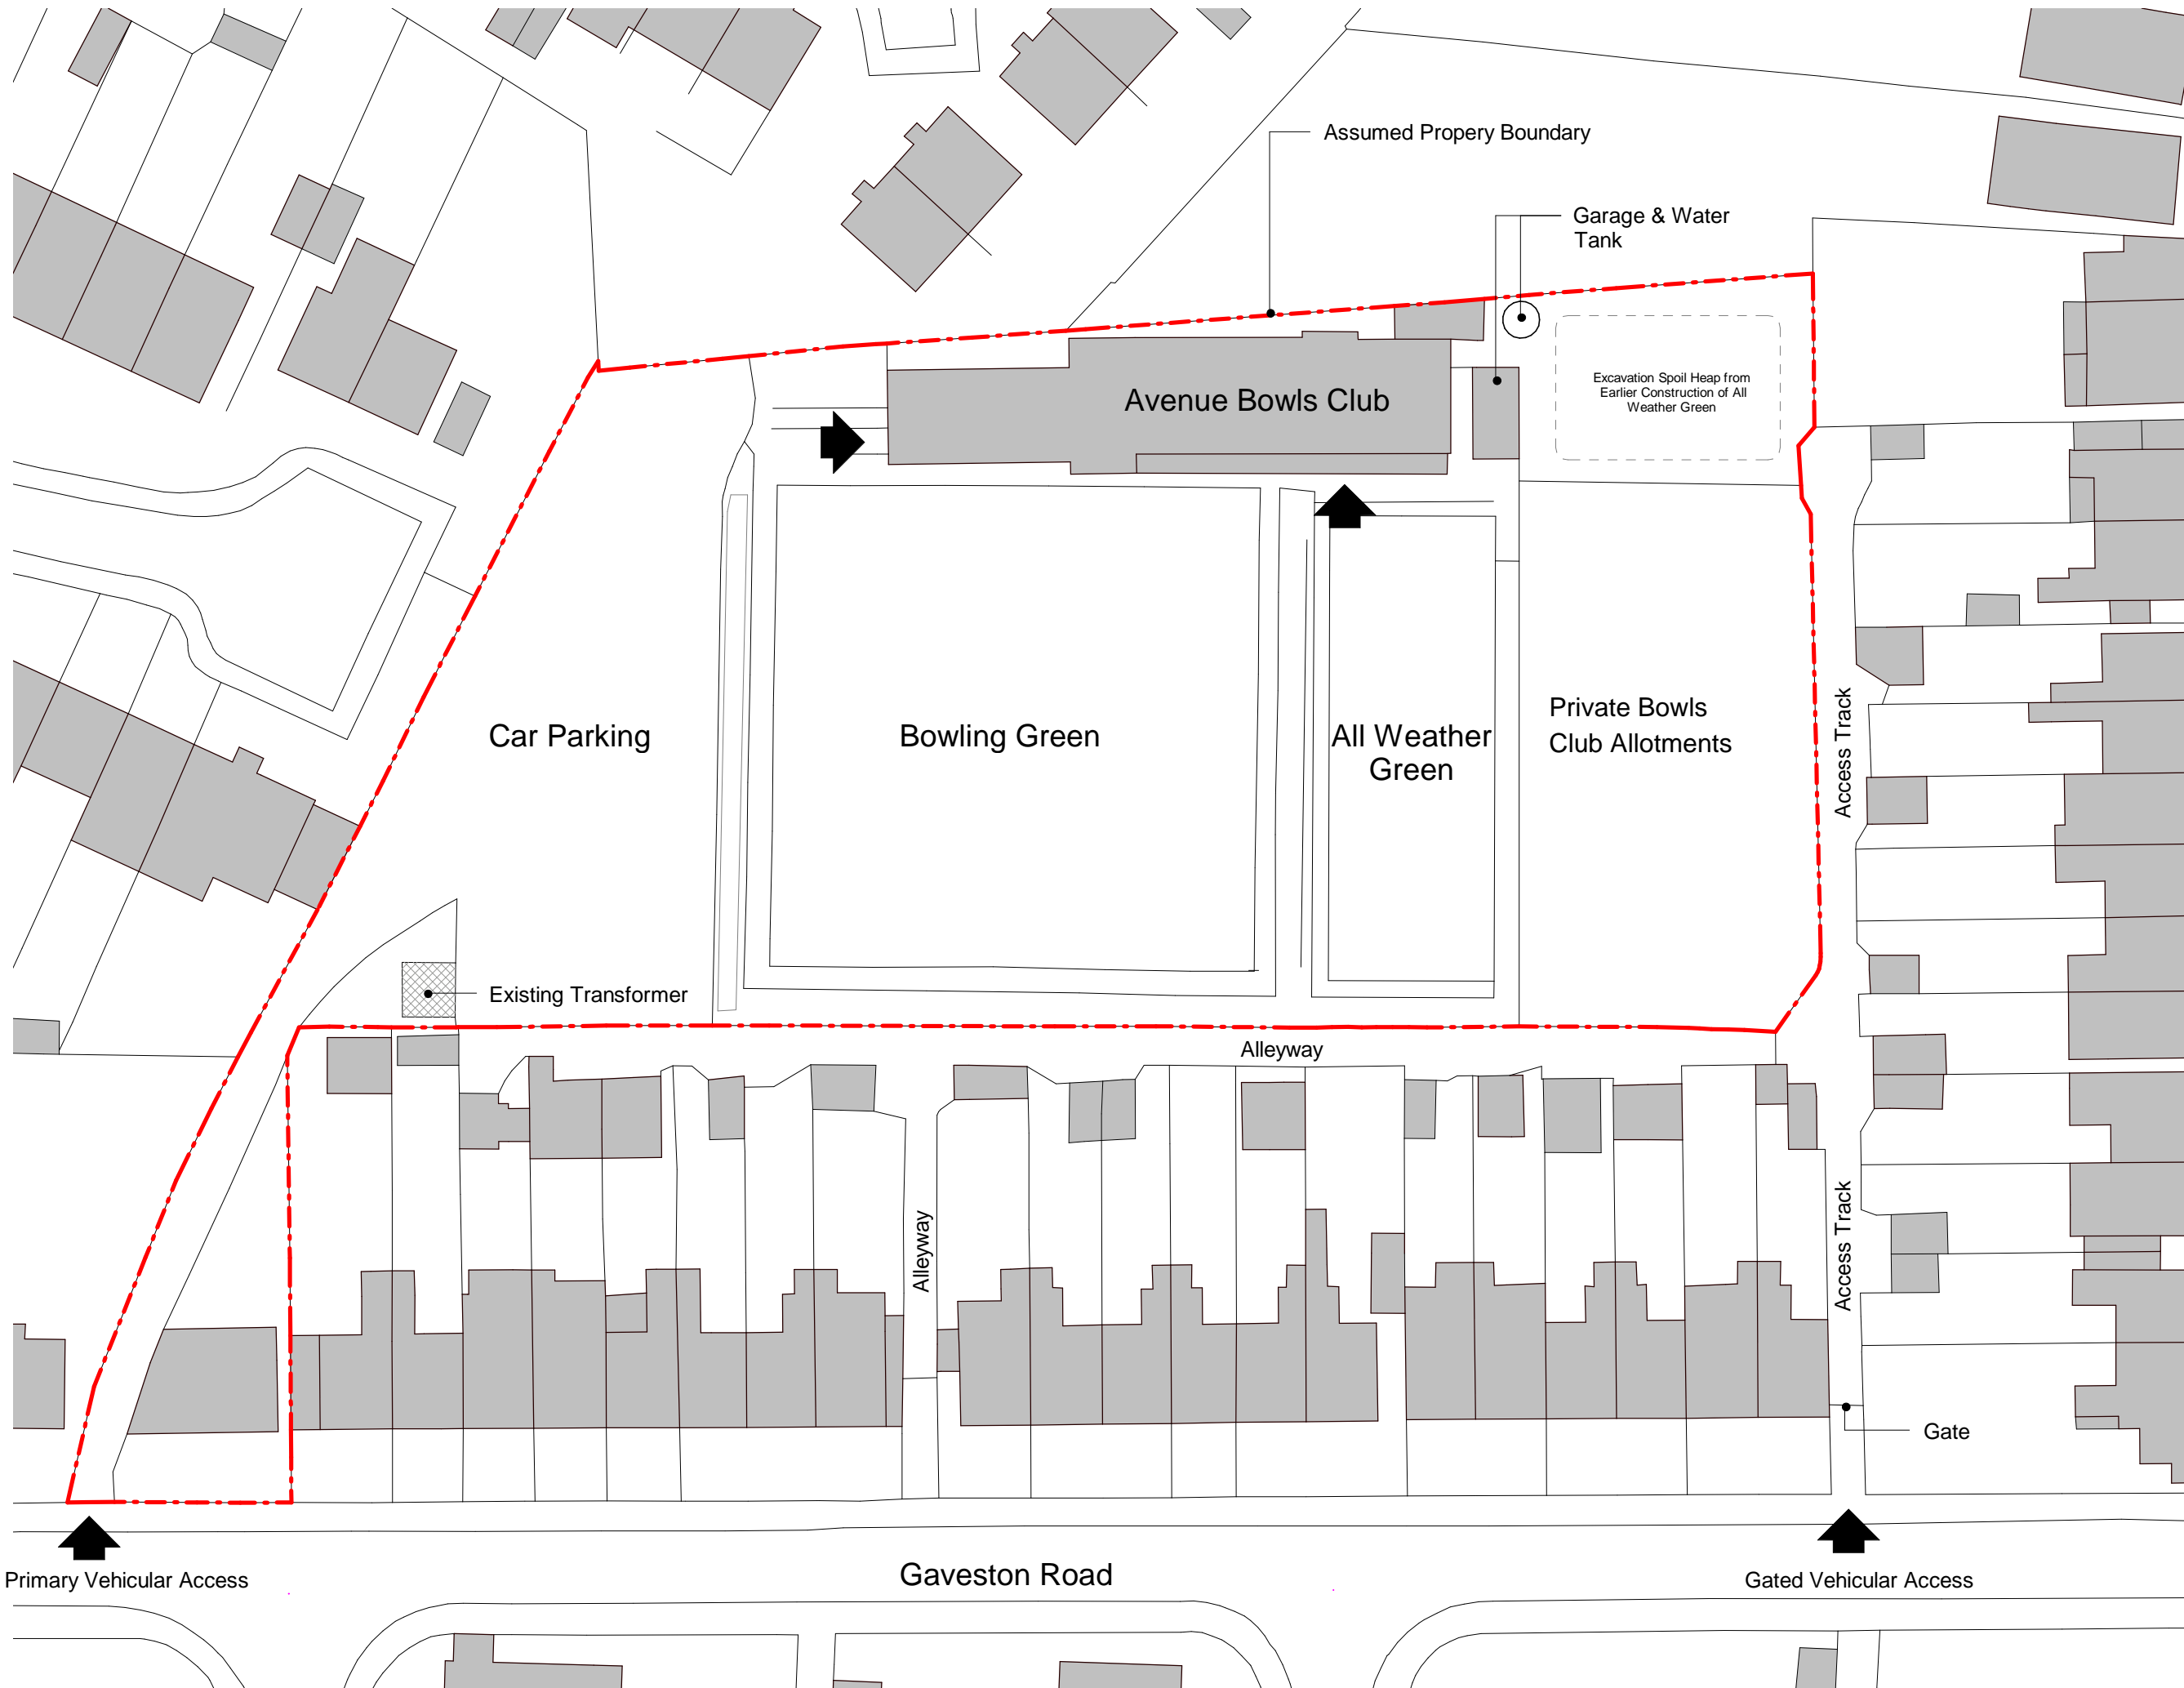 Assumed Propery Boundary
Garage & Water
Tank
Avenue Bowls Club
Excavation Spoil Heap from
Earlier Construction of All
Weather Green
Car Parking
Bowling Green
All Weather
Green
Private Bowls
Club Allotments
Access Track
Existing Transformer
Alleyway
Alleyway
Access Track
Gate
Primary Vehicular Access
Gaveston Road
Gated Vehicular Access